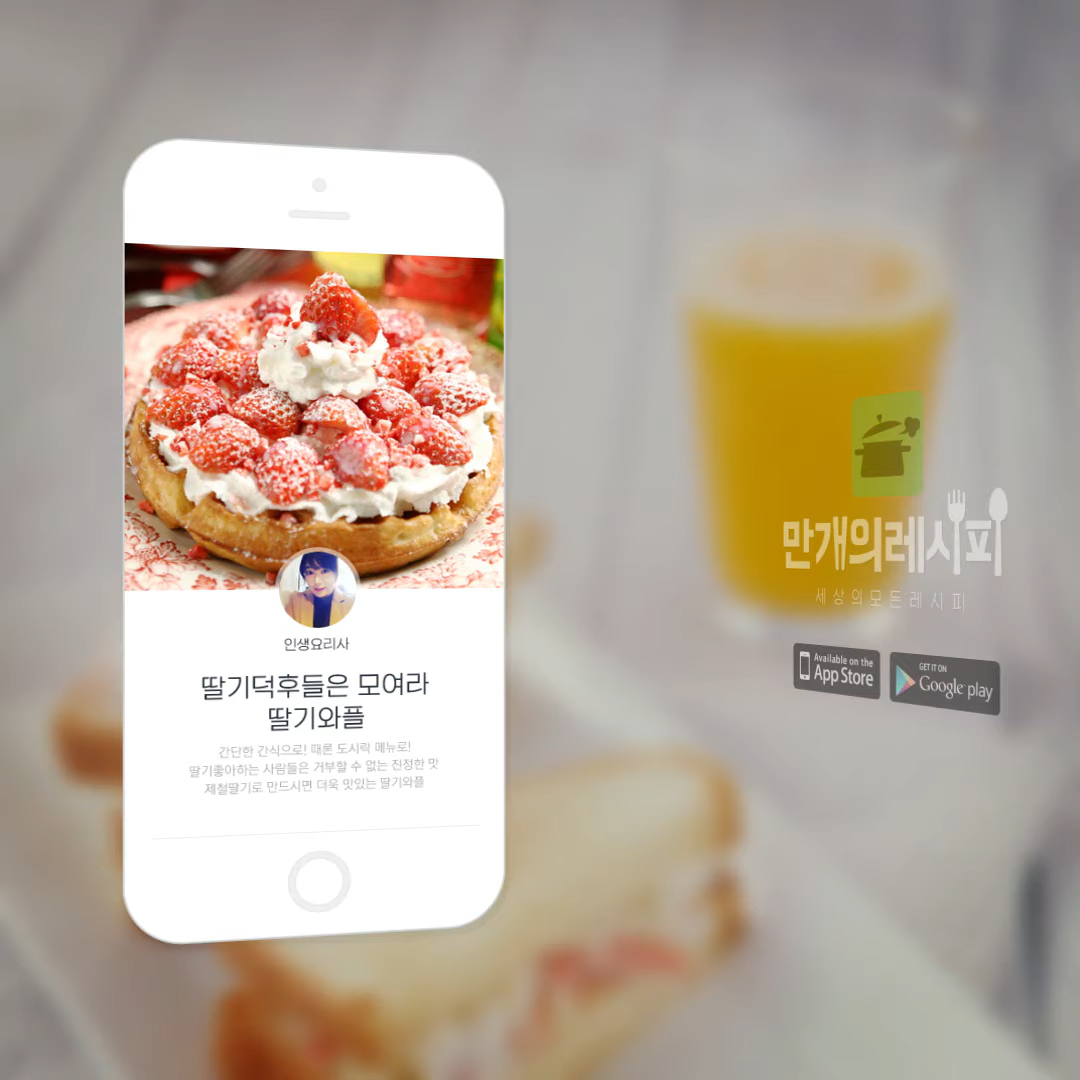 인생요리사
딸기덕후들은 모여라
딸기와플
간단한 간식으로! 때론 도시락 메뉴로!
딸기좋아하는 사람들은 거부할 수 없는 진정한 맛
제철딸기로 만드시면 더욱 맛있는 딸기와플
만개의레시피
세상의모든레시피
Available on the
App Store
GET IT ON
Google play